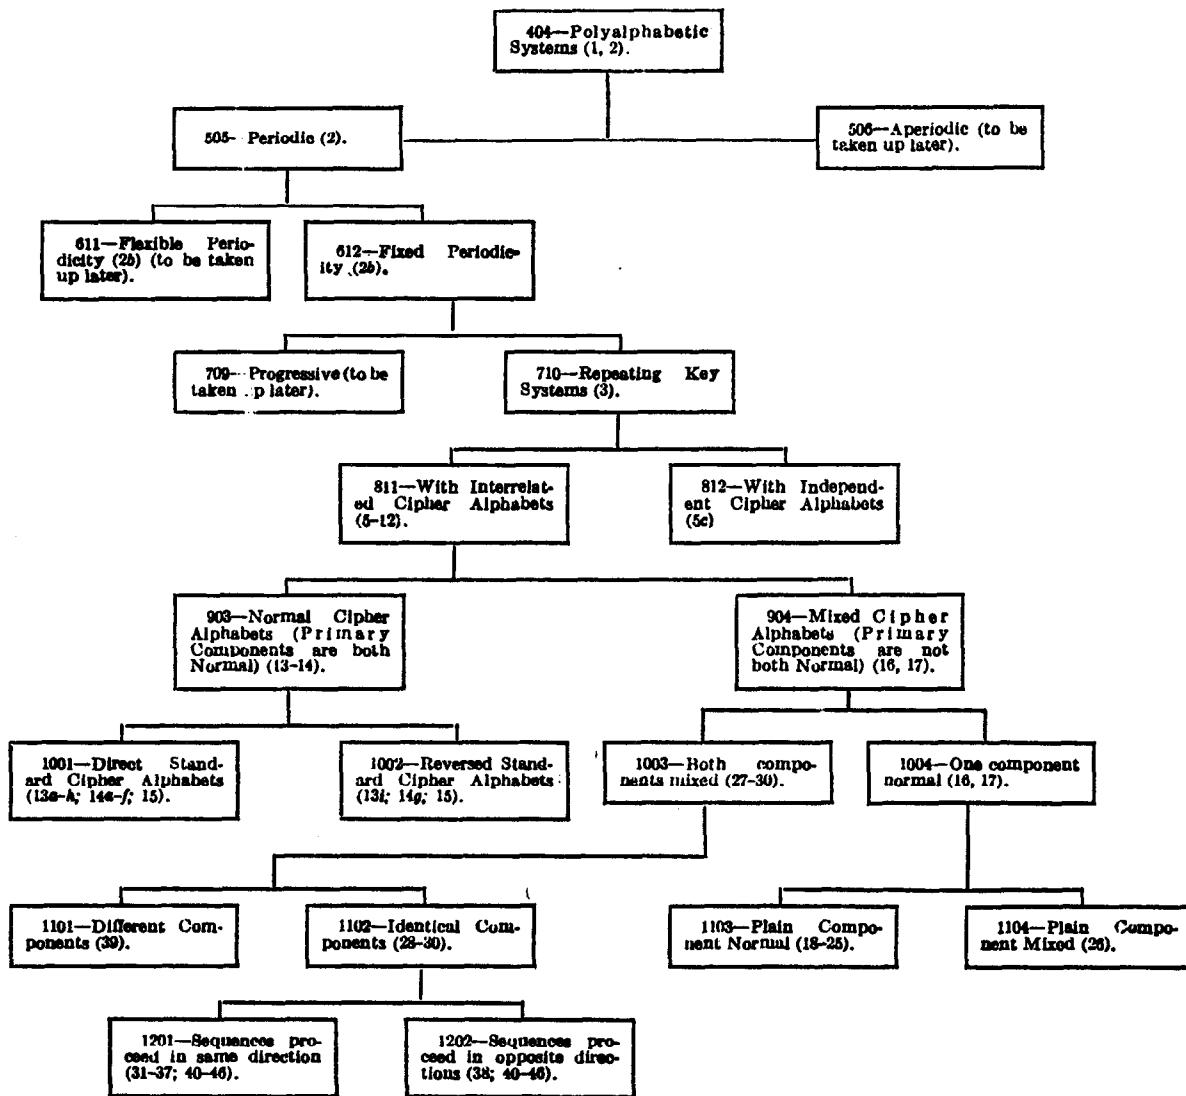 404—Polyalphabetic
Systems (1, 2).
505- Periodic (2).
506—Aperiodic (to be
taken up later).
611—Flexible Perio-
dicity (2b) (to be taken
up later).
612—Fixed Periodic-
ity (2b).
709- Progressive (to be
taken p later).
710—Repeating Key
Systems (3).
811—With Interrelat-
ed Cipher Alphabets
(5-12).
812—With Independ-
ent Cipher Alphabets
(5c)
903—Normal Cipher
Alphabets (Primary
Components are both
Normal) (13-14).
904—Mixed Cipher
Alphabets (Primary
Components are not
both Normal) (16, 17).
1001—Direct Stand-
ard Cipher Alphabets
(13a-h; 14a-f; 15).
1002—Reversed Stand-
ard Cipher Alphabets
(13i; 14g; 15).
1003—Both compo-
nents mixed (27-30).
1004—One component
normal (16, 17).
1101—Different Com-
ponents (39).
1102—Identical Com-
ponents (28-30).
1103—Plain Compo-
nent Normal (18-25).
1104—Plain Compo-
nent Mixed (26).
1201—Sequences pro-
ceed in same direction
(31-37; 40-46).
1202—Sequences pro-
ceed in opposite direc-
tions (38; 40-46).